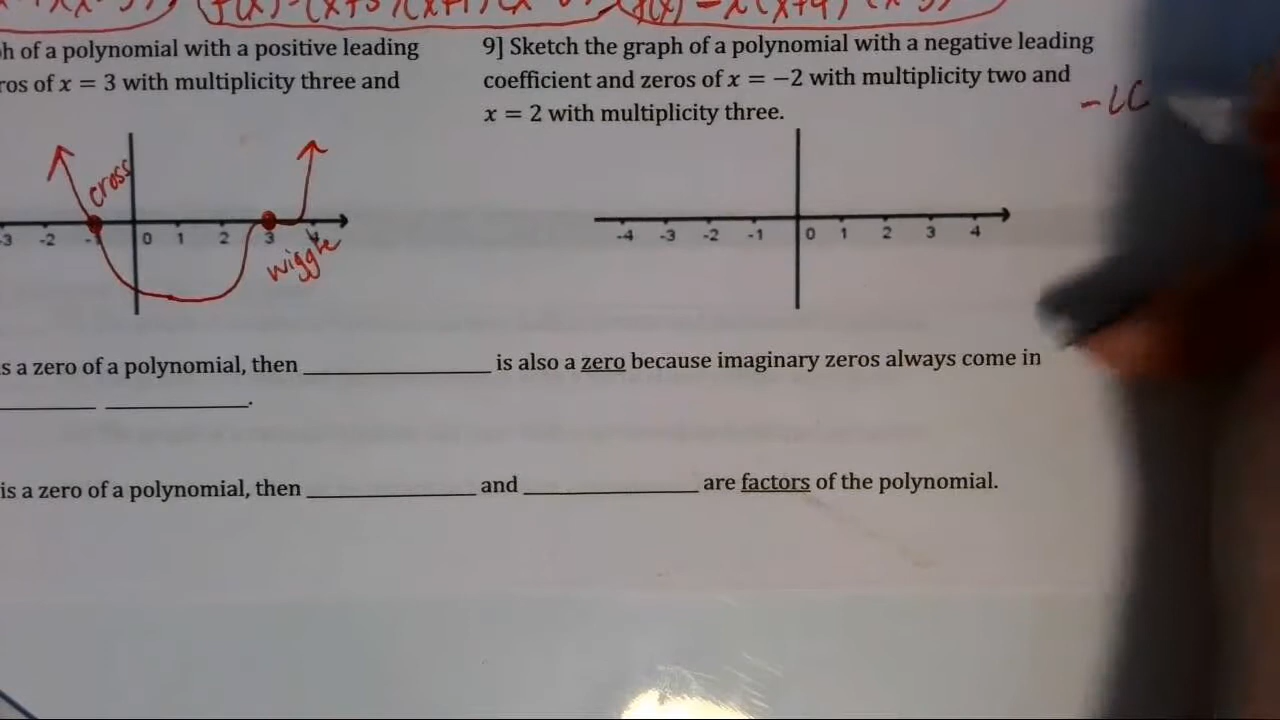 h of a polynomial with a positive leading
ros of x = 3 with multiplicity three and
cross
-3 -2 -1 0 1 2 3 4
wiggle
9] Sketch the graph of a polynomial with a negative leading
coefficient and zeros of x = −2 with multiplicity two and
x = 2 with multiplicity three.
-LC
-4 -3 -2 -1 0 1 2 3 4
s a zero of a polynomial, then ______________ is also a zero because imaginary zeros always come in
________ ____________.
is a zero of a polynomial, then ______________ and ______________ are factors of the polynomial.